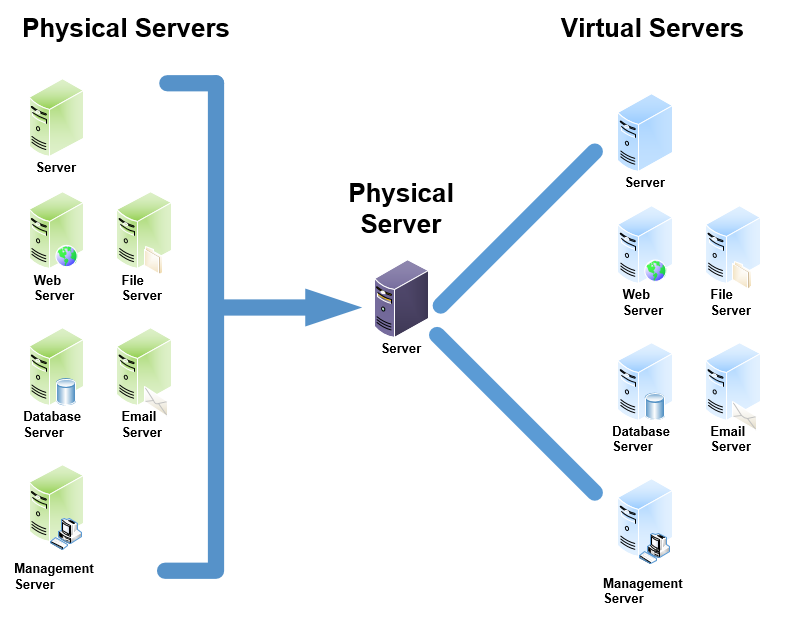 Physical Servers
Server
Web
Server
File
Server
Database
Server
Email
Server
Management
Server
Physical
Server
Server
Virtual Servers
Server
Web
Server
File
Server
Database
Server
Email
Server
Management
Server